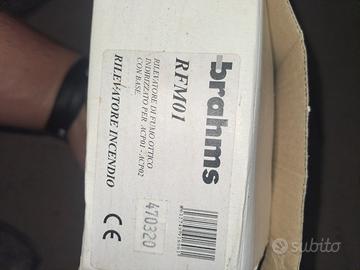 brahms
RFM01
RILEVATORE DI FUMO OTTICO
INDIRIZZATO PER ACP01 - ACP02
CON BASE
RILEVATORE INCENDIO
470320
CE
subito